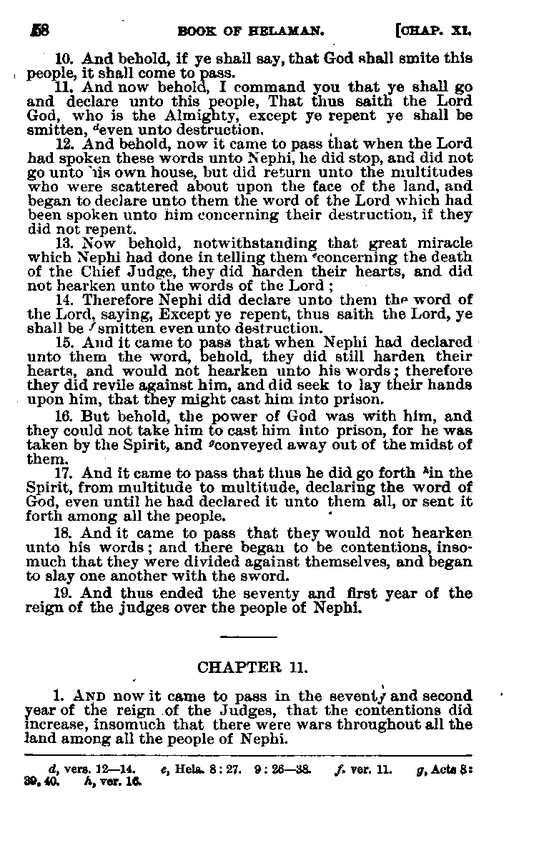 58 BOOK OF HELAMAN. [CHAP. XI.
10. And behold, if ye shall say, that God shall smite this
people, it shall come to pass.
11. And now behold, I command you that ye shall go
and declare unto this people, That thus saith the Lord
God, who is the Almighty, except ye repent ye shall be
smitten, deven unto destruction.
12. And behold, now it came to pass that when the Lord
had spoken these words unto Nephi, he did stop, and did not
go unto his own house, but did return unto the multitudes
who were scattered about upon the face of the land, and
began to declare unto them the word of the Lord which had
been spoken unto him concerning their destruction, if they
did not repent.
13. Now behold, notwithstanding that great miracle
which Nephi had done in telling them econcerning the death
of the Chief Judge, they did harden their hearts, and did
not hearken unto the words of the Lord;
14. Therefore Nephi did declare unto them the word of
the Lord, saying, Except ye repent, thus saith the Lord, ye
shall be fsmitten even unto destruction.
15. And it came to pass that when Nephi had declared
unto them the word, behold, they did still harden their
hearts, and would not hearken unto his words; therefore
they did revile against him, and did seek to lay their hands
upon him, that they might cast him into prison.
16. But behold, the power of God was with him, and
they could not take him to cast him into prison, for he was
taken by the Spirit, and gconveyed away out of the midst of
them.
17. And it came to pass that thus he did go forth hin the
Spirit, from multitude to multitude, declaring the word of
God, even until he had declared it unto them all, or sent it
forth among all the people.
18. And it came to pass that they would not hearken
unto his words; and there began to be contentions, inso-
much that they were divided against themselves, and began
to slay one another with the sword.
19. And thus ended the seventy and first year of the
reign of the judges over the people of Nephi.
CHAPTER 11.
1. AND now it came to pass in the seventy and second
year of the reign of the Judges, that the contentions did
increase, insomuch that there were wars throughout all the
land among all the people of Nephi.
d, vers. 12—14. e, Hela. 8:27. 9:26—38. f, ver. 11. g, Acts 8:
39, 40. h, ver. 16.